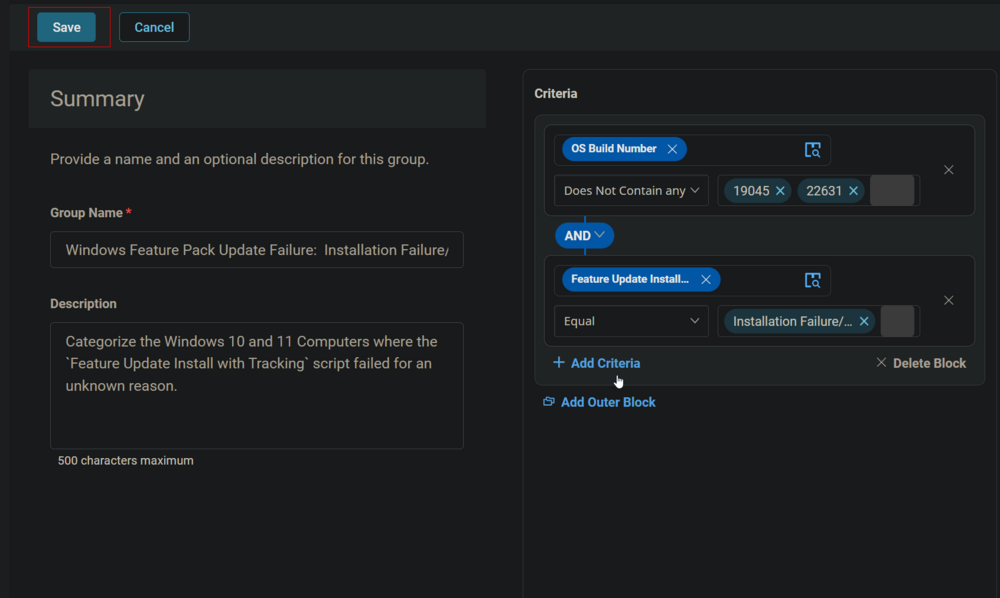 Save
Cancel
Summary
Provide a name and an optional description for this group.
Group Name *
Windows Feature Pack Update Failure:  Installation Failure/
Description
Categorize the Windows 10 and 11 Computers where the
`Feature Update Install with Tracking` script failed for an
unknown reason.
500 characters maximum
Criteria
OS Build Number
Does Not Contain any
19045
22631
AND
Feature Update Install...
Equal
Installation Failure/...
+ Add Criteria
Delete Block
Add Outer Block